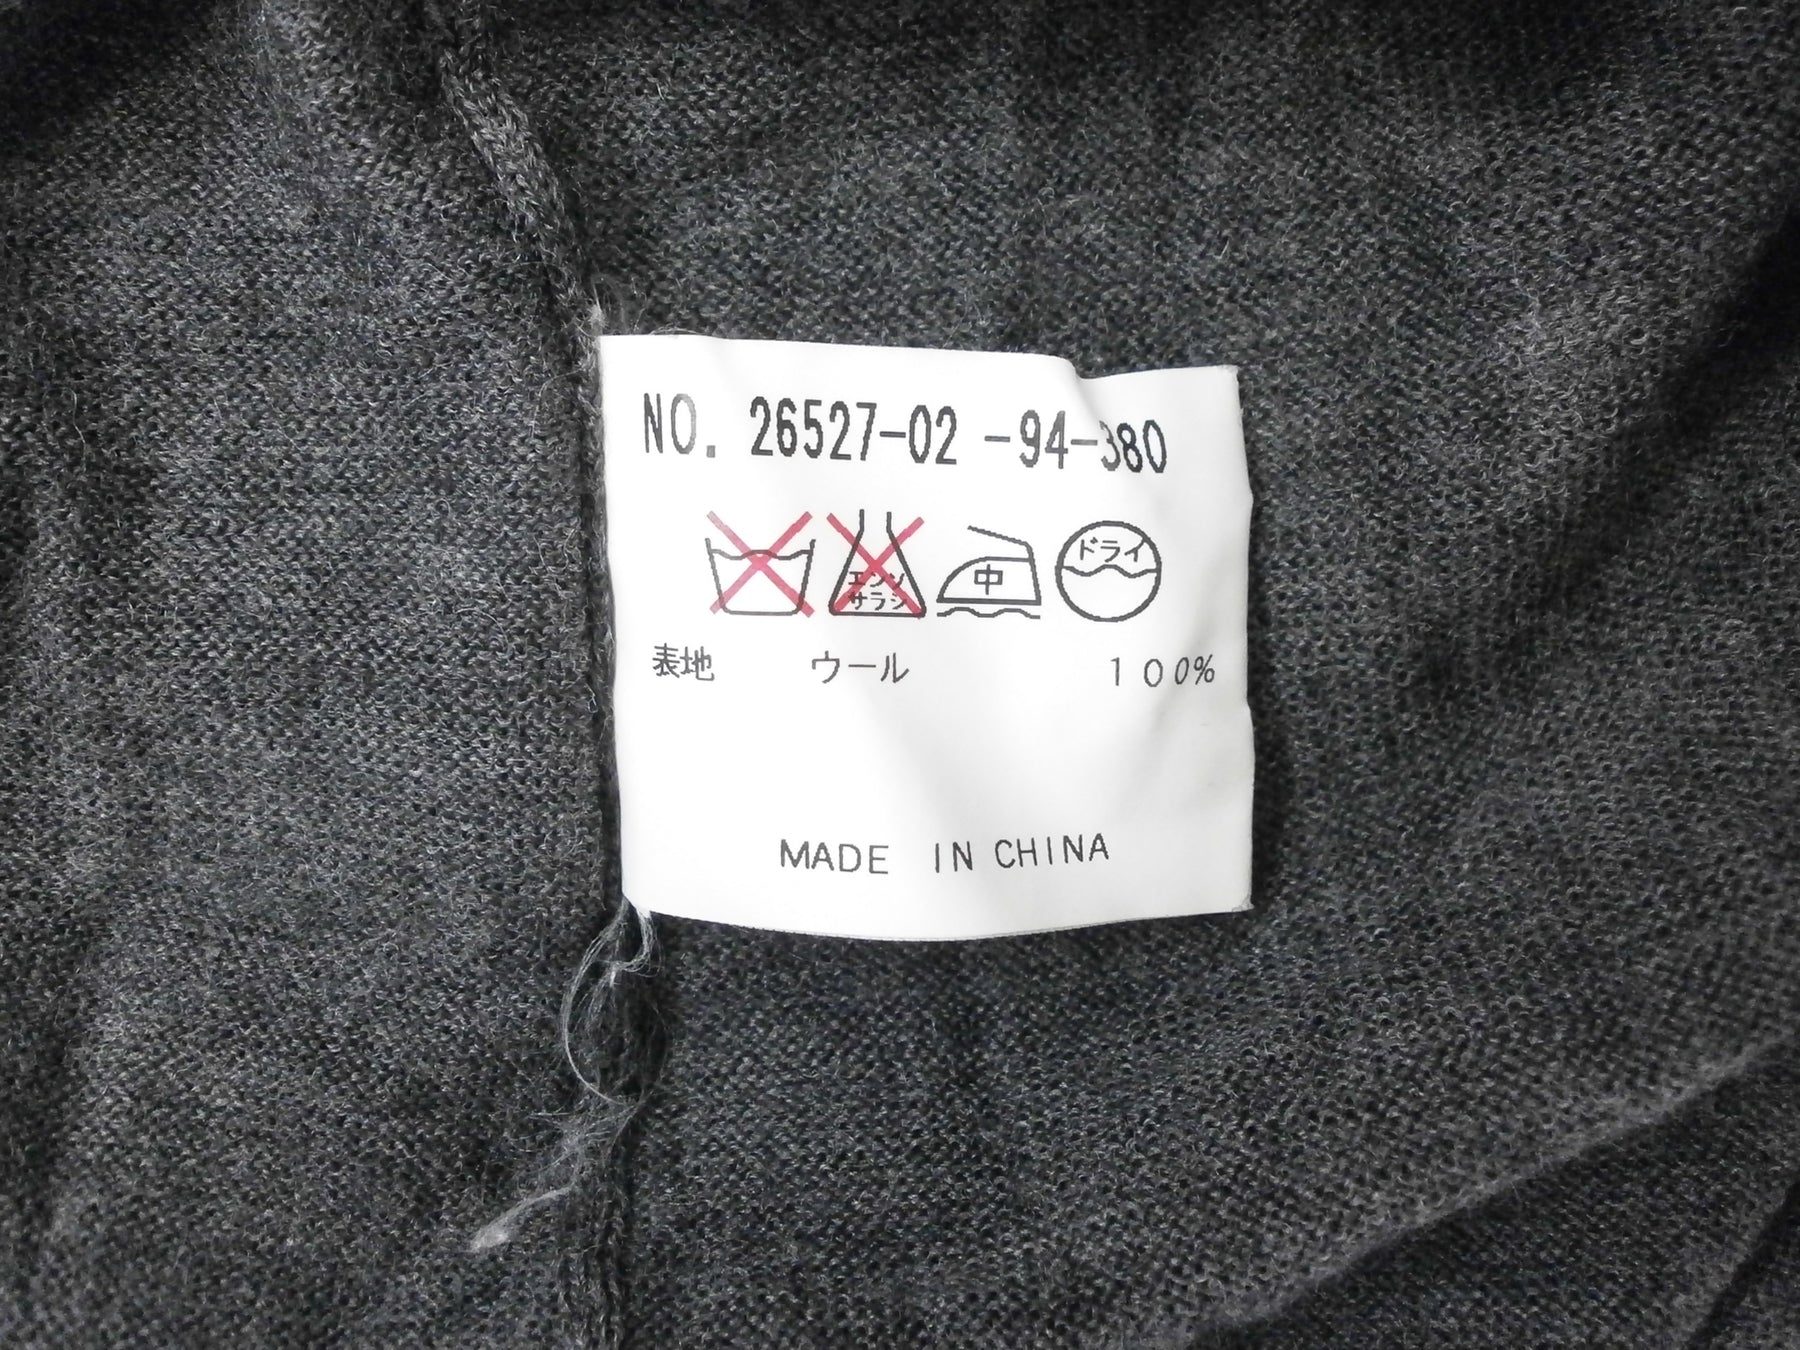 NO. 26527-02 -94-380
エンソ
サラシ
中
ドライ
表地 ウール 100%
MADE IN CHINA